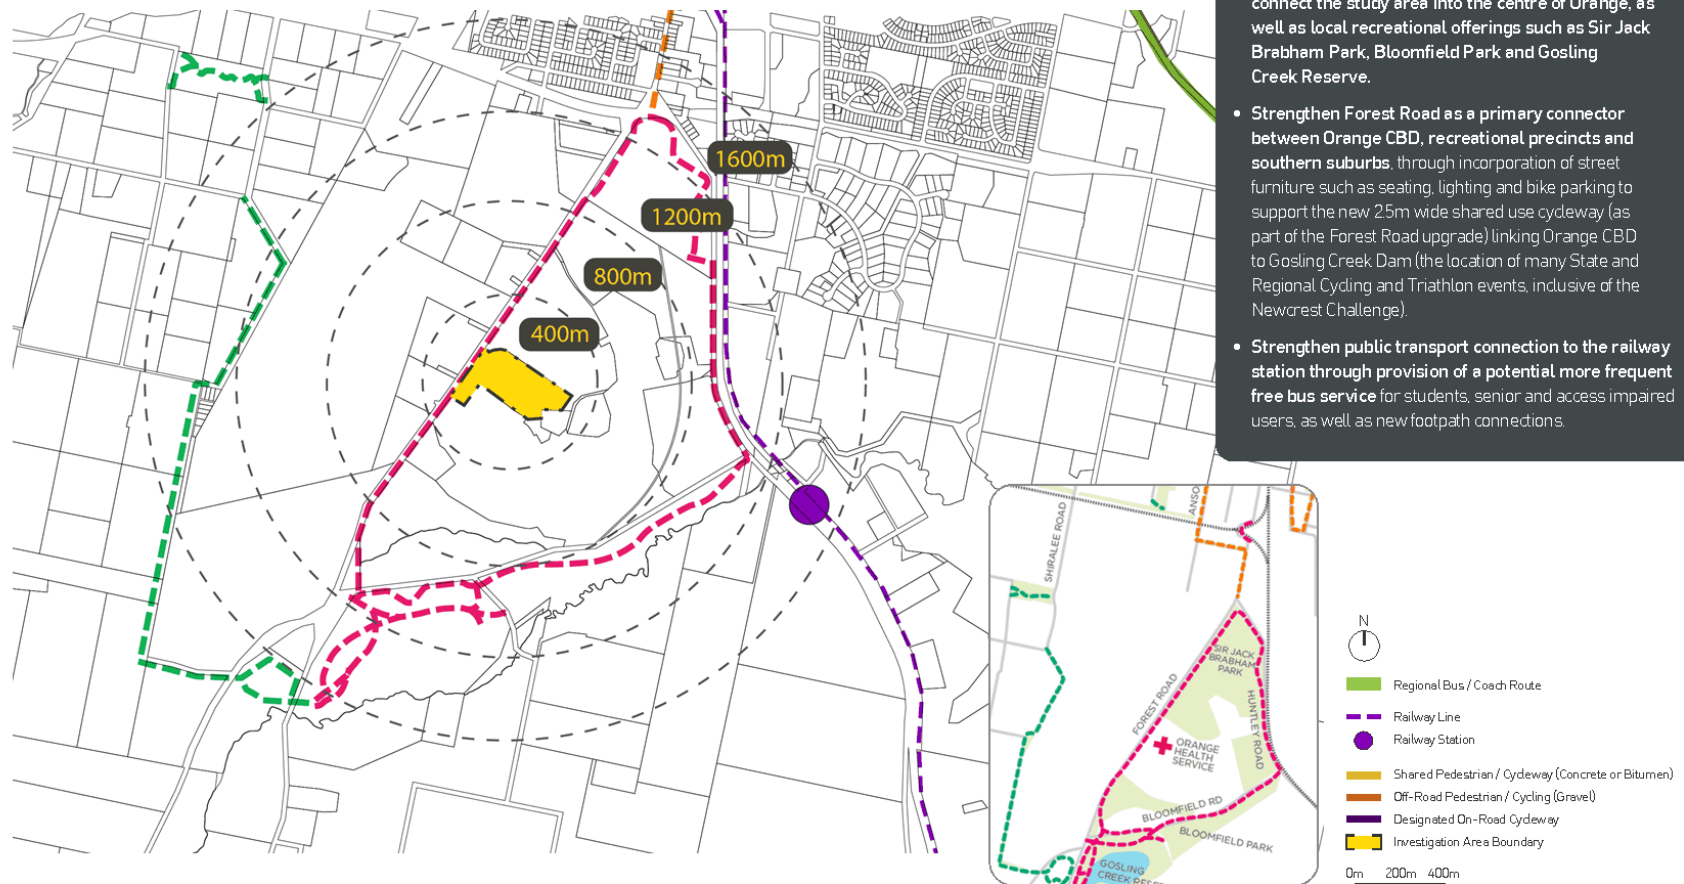 connect the study area into the centre of Orange, as
well as local recreational offerings such as Sir Jack
Brabham Park, Bloomfield Park and Gosling
Creek Reserve.
• Strengthen Forest Road as a primary connector
between Orange CBD, recreational precincts and
southern suburbs, through incorporation of street
furniture such as seating, lighting and bike parking to
support the new 2.5m wide shared use cycleway (as
part of the Forest Road upgrade) linking Orange CBD
to Gosling Creek Dam (the location of many State and
Regional Cycling and Triathlon events, inclusive of the
Newcrest Challenge).
• Strengthen public transport connection to the railway
station through provision of a potential more frequent
free bus service for students, senior and access impaired
users, as well as new footpath connections.
1600m
1200m
800m
400m
SHIRALEE ROAD
ANSO
SIR JACK
BRABHAM
PARK
FOREST ROAD
HUNTLEY ROAD
ORANGE
HEALTH
SERVICE
BLOOMFIELD RD
BLOOMFIELD PARK
GOSLING
CREEK RESE
N
Regional Bus / Coach Route
Railway Line
Railway Station
Shared Pedestrian / Cycleway (Concrete or Bitumen)
Off-Road Pedestrian / Cycling (Gravel)
Designated On-Road Cycleway
Investigation Area Boundary
0m 200m 400m